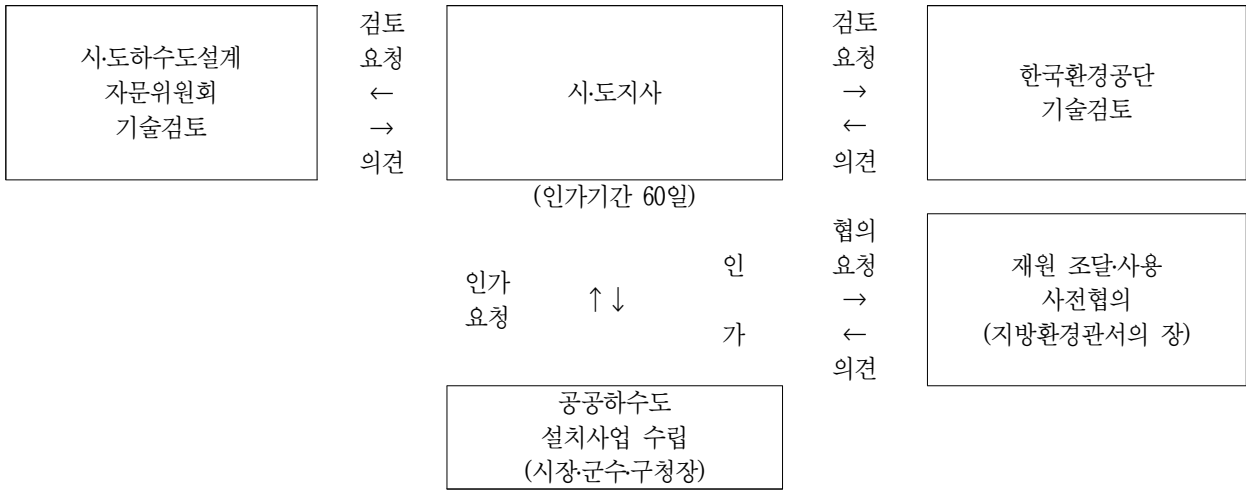 시·도하수도설계
자문위원회
기술검토
검토
요청
←
→
의견
시·도지사
(인가기간 60일)
검토
요청
→
←
의견
한국환경공단
기술검토
인가
요청
↑↓
인
가
협의
요청
→
←
의견
재원 조달·사용
사전협의
(지방환경관서의 장)
공공하수도
설치사업 수립
(시장·군수·구청장)